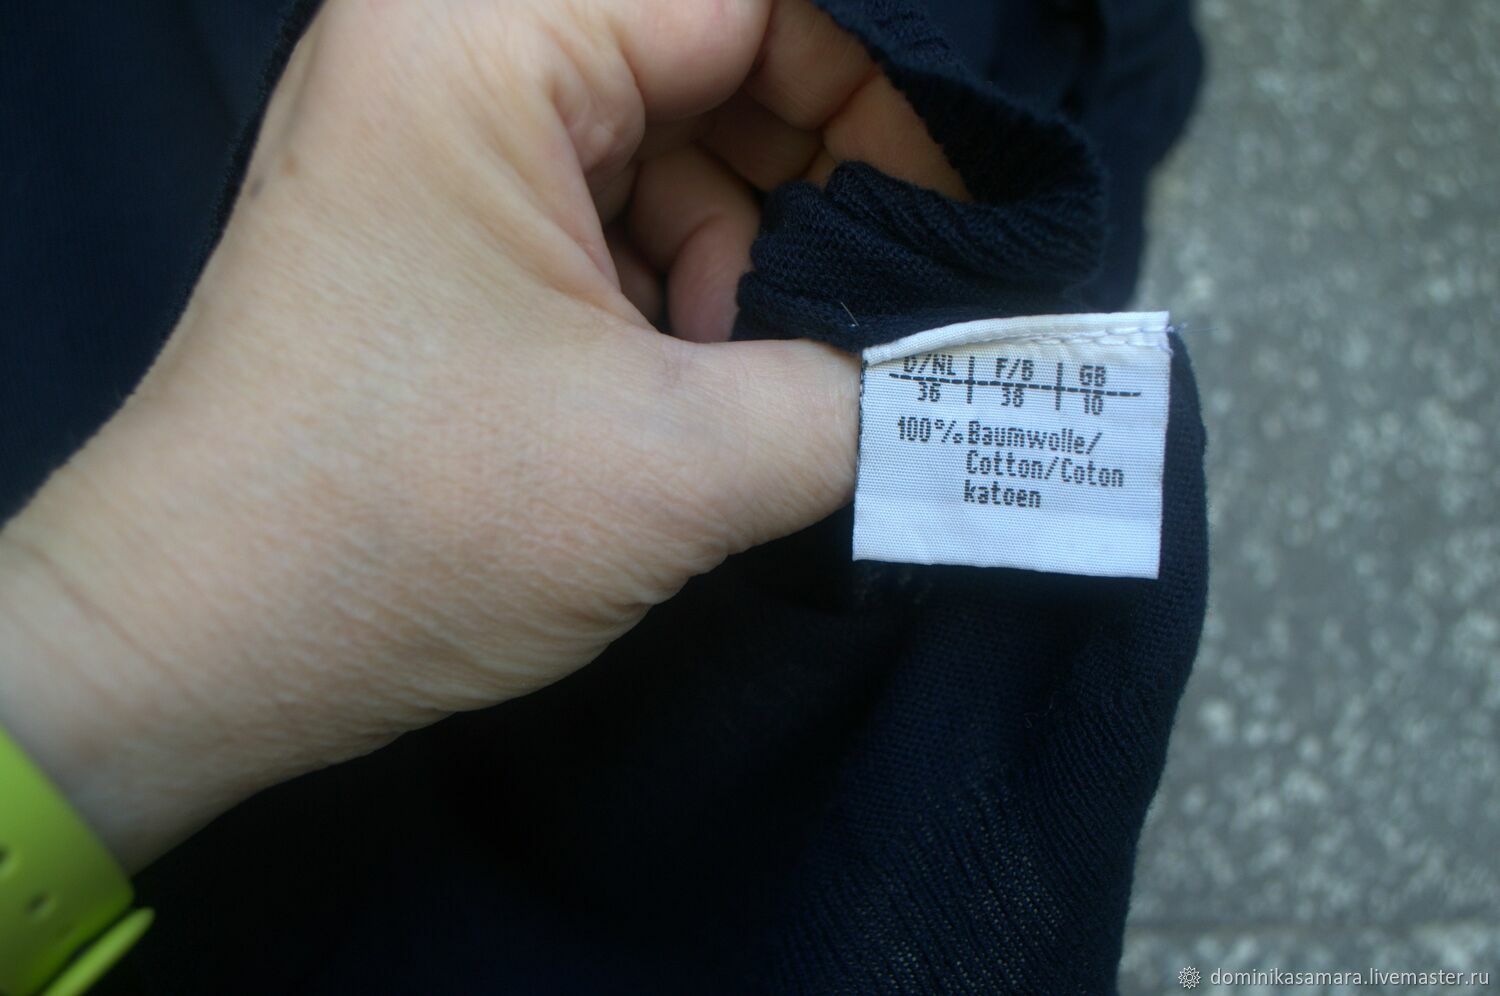 D/NL | F/B | GB
36 | 38 | 10
100% Baumwolle/
Cotton/Coton
katoen
dominikasamara.livemaster.ru